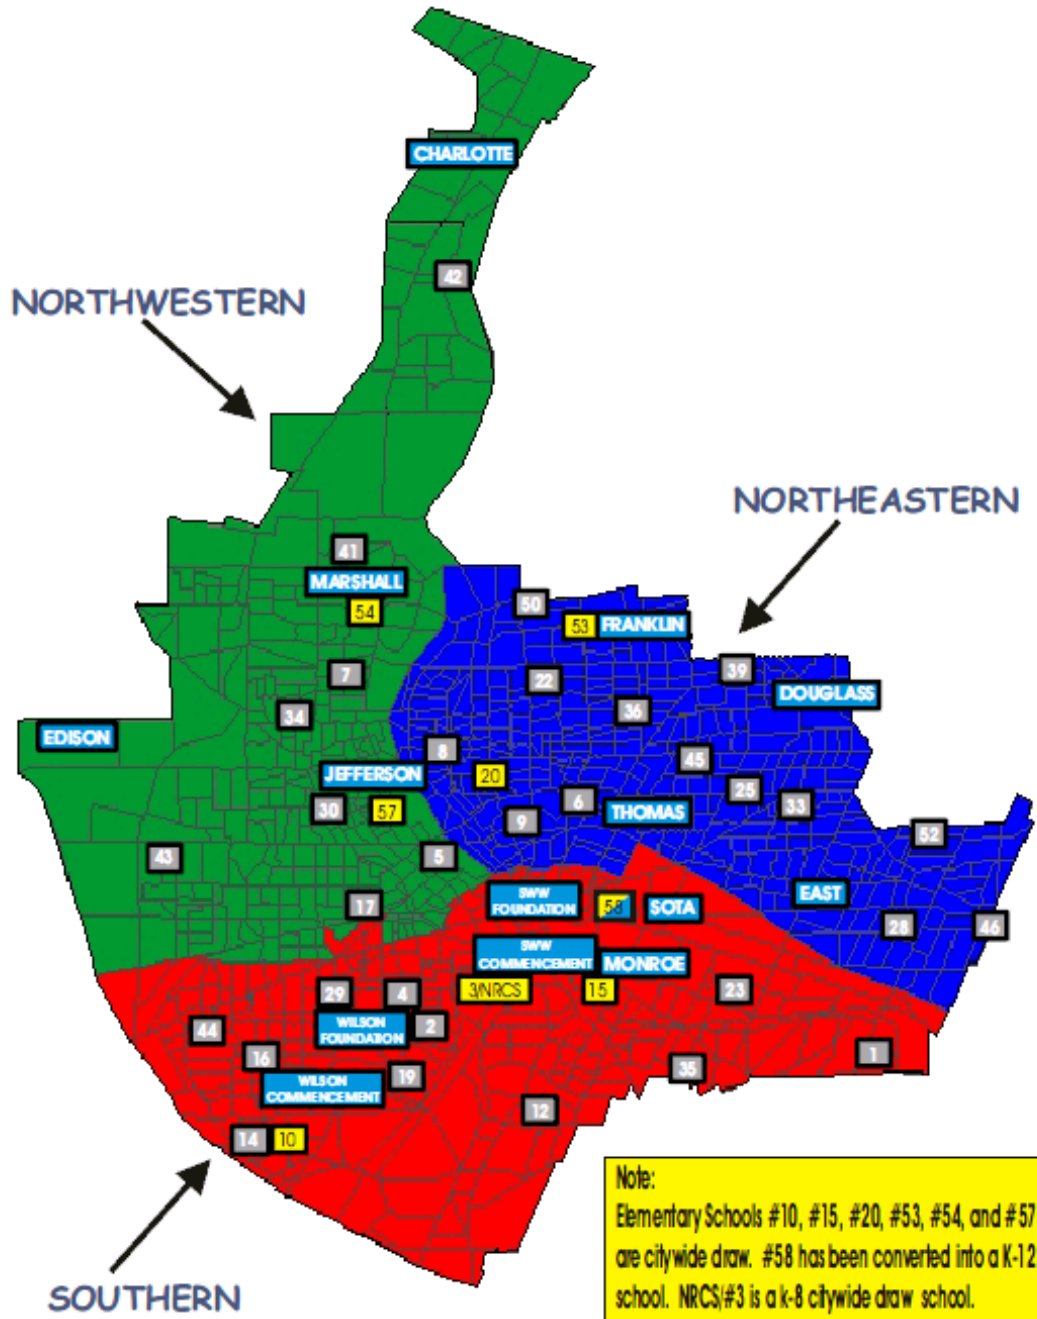 CHARLOTTE
42
NORTHWESTERN
NORTHEASTERN
41
MARSHALL
54
50
53
FRANKLIN
39
7
22
DOUGLASS
34
36
EDISON
8
45
JEFFERSON
20
25
30
57
6
THOMAS
33
9
52
43
5
17
SWW
FOUNDATION
58
SOTA
EAST
28
46
SWW
COMMENCEMENT
MONROE
29
4
3/NRCS
15
23
44
WILSON
FOUNDATION
2
16
19
35
1
WILSON
COMMENCEMENT
12
14
10
SOUTHERN
Note:
Elementary Schools #10, #15, #20, #53, #54, and #57
are citywide draw. #58 has been converted into a K-12
school. NRCS/#3 is a k-8 citywide draw school.